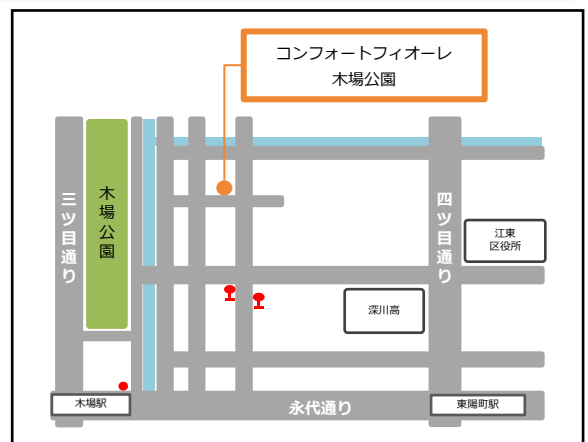 コンフォートフィオーレ
木場公園
三ツ目通り
木場公園
四ツ目通り
江東
区役所
深川高
木場駅
永代通り
東陽町駅